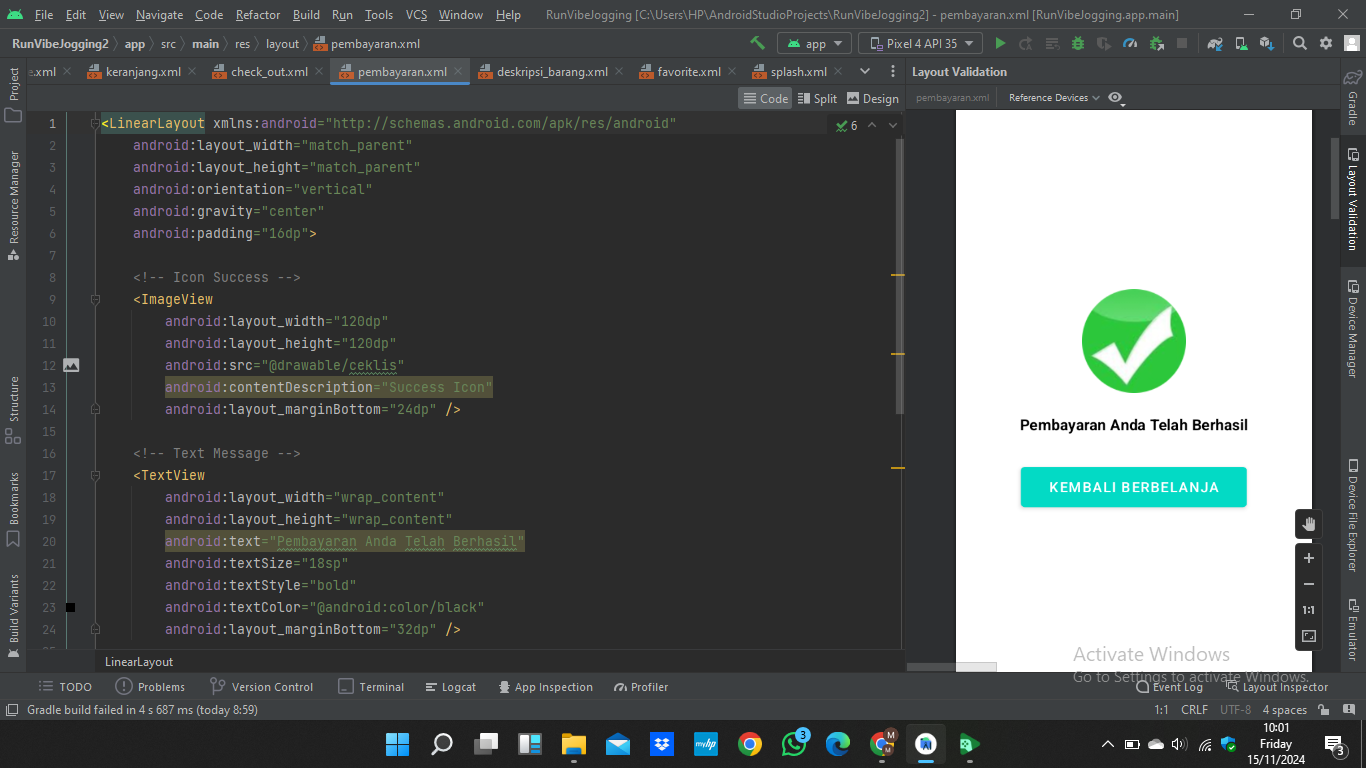 File Edit View Navigate Code Refactor Build Run Tools VCS Window Help RunVibeJogging [C:\Users\HP\AndroidStudioProjects\RunVibeJogging2] - pembayaran.xml [RunVibeJogging.app.main]
RunVibeJogging2 app src main res layout pembayaran.xml app Pixel 4 API 35
e.xml keranjang.xml check_out.xml pembayaran.xml deskripsi_barang.xml favorite.xml splash.xml
Layout Validation
Code Split Design
pembayaran.xml Reference Devices
Project
Resource Manager
Structure
Bookmarks
Build Variants
1 <LinearLayout xmlns:android="http://schemas.android.com/apk/res/android"
6
2 android:layout_width="match_parent"
3 android:layout_height="match_parent"
4 android:orientation="vertical"
5 android:gravity="center"
6 android:padding="16dp">
7
8 <!-- Icon Success -->
9 <ImageView
10 android:layout_width="120dp"
11 android:layout_height="120dp"
12 android:src="@drawable/ceklis"
13 android:contentDescription="Success Icon"
14 android:layout_marginBottom="24dp" />
15
16 <!-- Text Message -->
17 <TextView
18 android:layout_width="wrap_content"
19 android:layout_height="wrap_content"
20 android:text="Pembayaran Anda Telah Berhasil"
21 android:textSize="18sp"
22 android:textStyle="bold"
23 android:textColor="@android:color/black"
24 android:layout_marginBottom="32dp" />
LinearLayout
Pembayaran Anda Telah Berhasil
KEMBALI BERBELANJA
1:1
Activate Windows
Go to Settings to activate Windows.
Gradle
Layout Validation
Device Manager
Device File Explorer
Emulator
TODO Problems Version Control Terminal Logcat App Inspection Profiler Event Log Layout Inspector
Gradle build failed in 4 s 687 ms (today 8:59) 1:1 CRLF UTF-8 4 spaces
myhp
3
M
M
10:01
Friday
15/11/2024
3